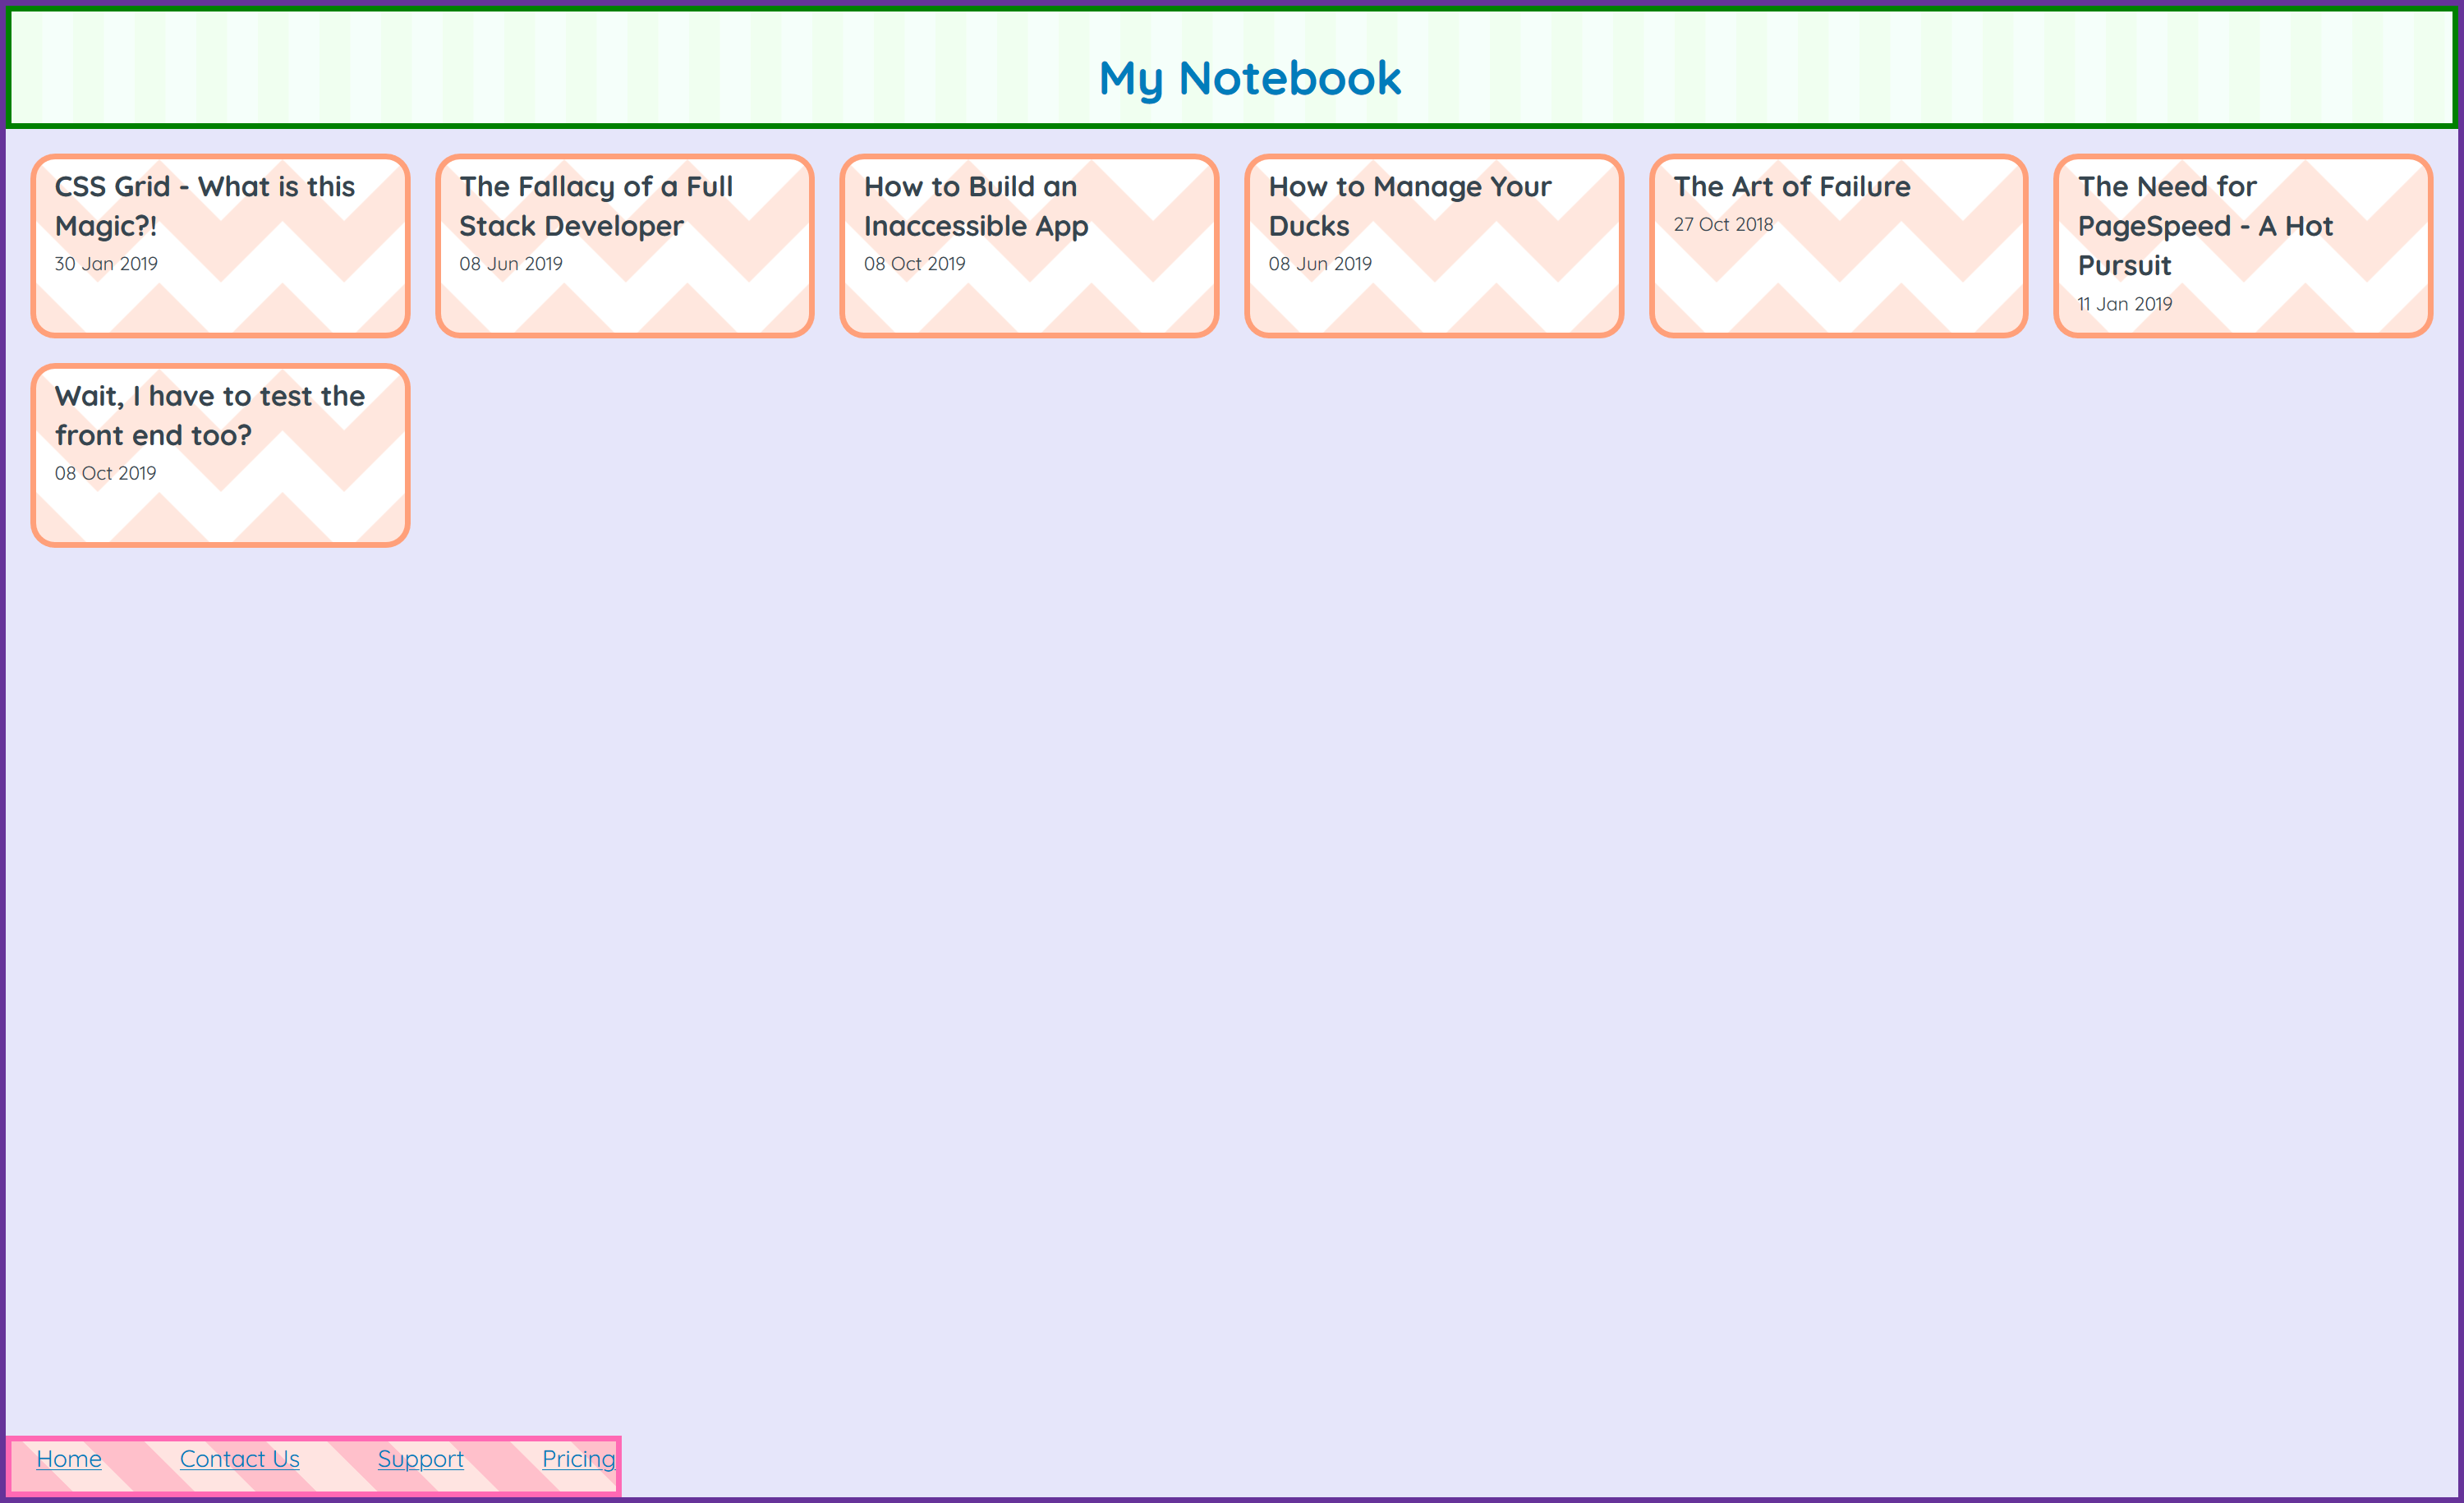 My Notebook
CSS Grid - What is this
Magic?!
30 Jan 2019
The Fallacy of a Full
Stack Developer
08 Jun 2019
How to Build an
Inaccessible App
08 Oct 2019
How to Manage Your
Ducks
08 Jun 2019
The Art of Failure
27 Oct 2018
The Need for
PageSpeed - A Hot
Pursuit
11 Jan 2019
Wait, I have to test the
front end too?
08 Oct 2019
Home Contact Us Support Pricing